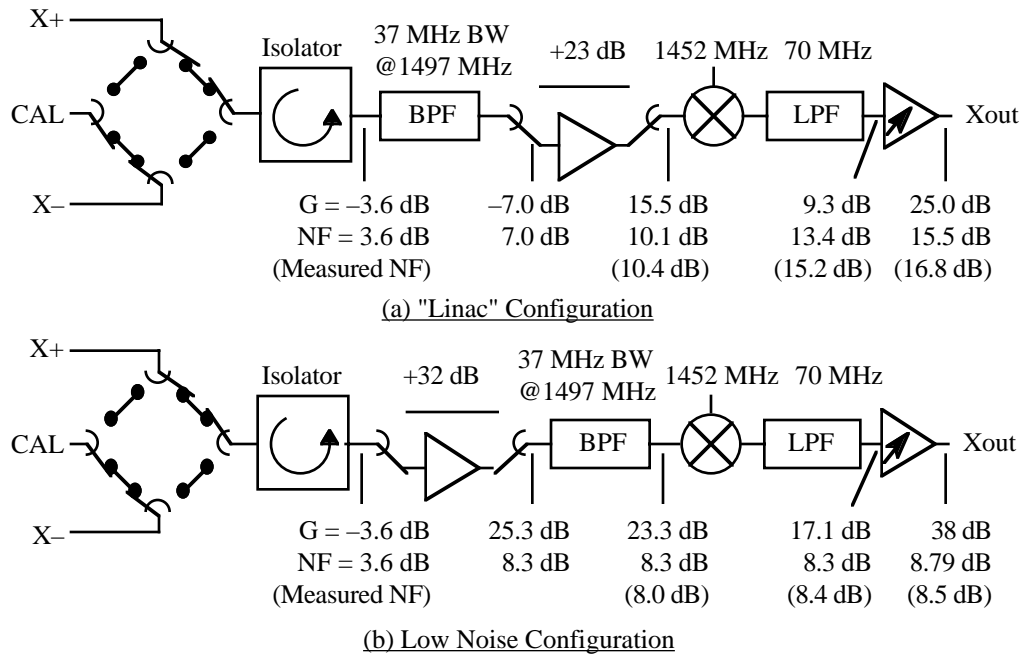 X+
CAL
X–
Isolator
37 MHz BW
@1497 MHz
BPF
+23 dB
1452 MHz
70 MHz
LPF
Xout
G = –3.6 dB
NF = 3.6 dB
(Measured NF)
–7.0 dB
7.0 dB
15.5 dB
10.1 dB
(10.4 dB)
9.3 dB
13.4 dB
(15.2 dB)
25.0 dB
15.5 dB
(16.8 dB)
(a) "Linac" Configuration
X+
CAL
X–
Isolator
+32 dB
37 MHz BW
@1497 MHz
BPF
1452 MHz
70 MHz
LPF
Xout
G = –3.6 dB
NF = 3.6 dB
(Measured NF)
25.3 dB
8.3 dB
23.3 dB
8.3 dB
(8.0 dB)
17.1 dB
8.3 dB
(8.4 dB)
38 dB
8.79 dB
(8.5 dB)
(b) Low Noise Configuration